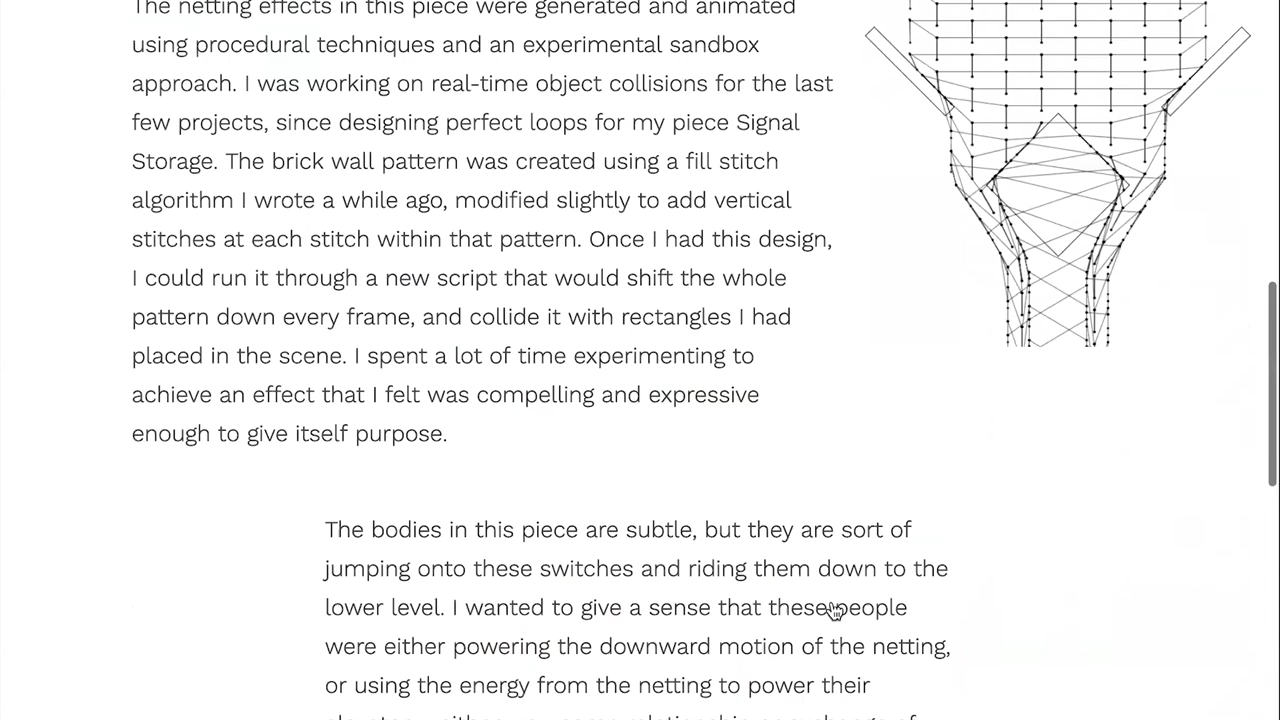 The netting effects in this piece were generated and animated
using procedural techniques and an experimental sandbox
approach. I was working on real-time object collisions for the last
few projects, since designing perfect loops for my piece Signal
Storage. The brick wall pattern was created using a fill stitch
algorithm I wrote a while ago, modified slightly to add vertical
stitches at each stitch within that pattern. Once I had this design,
I could run it through a new script that would shift the whole
pattern down every frame, and collide it with rectangles I had
placed in the scene. I spent a lot of time experimenting to
achieve an effect that I felt was compelling and expressive
enough to give itself purpose.
The bodies in this piece are subtle, but they are sort of
jumping onto these switches and riding them down to the
lower level. I wanted to give a sense that these people
were either powering the downward motion of the netting,
or using the energy from the netting to power their